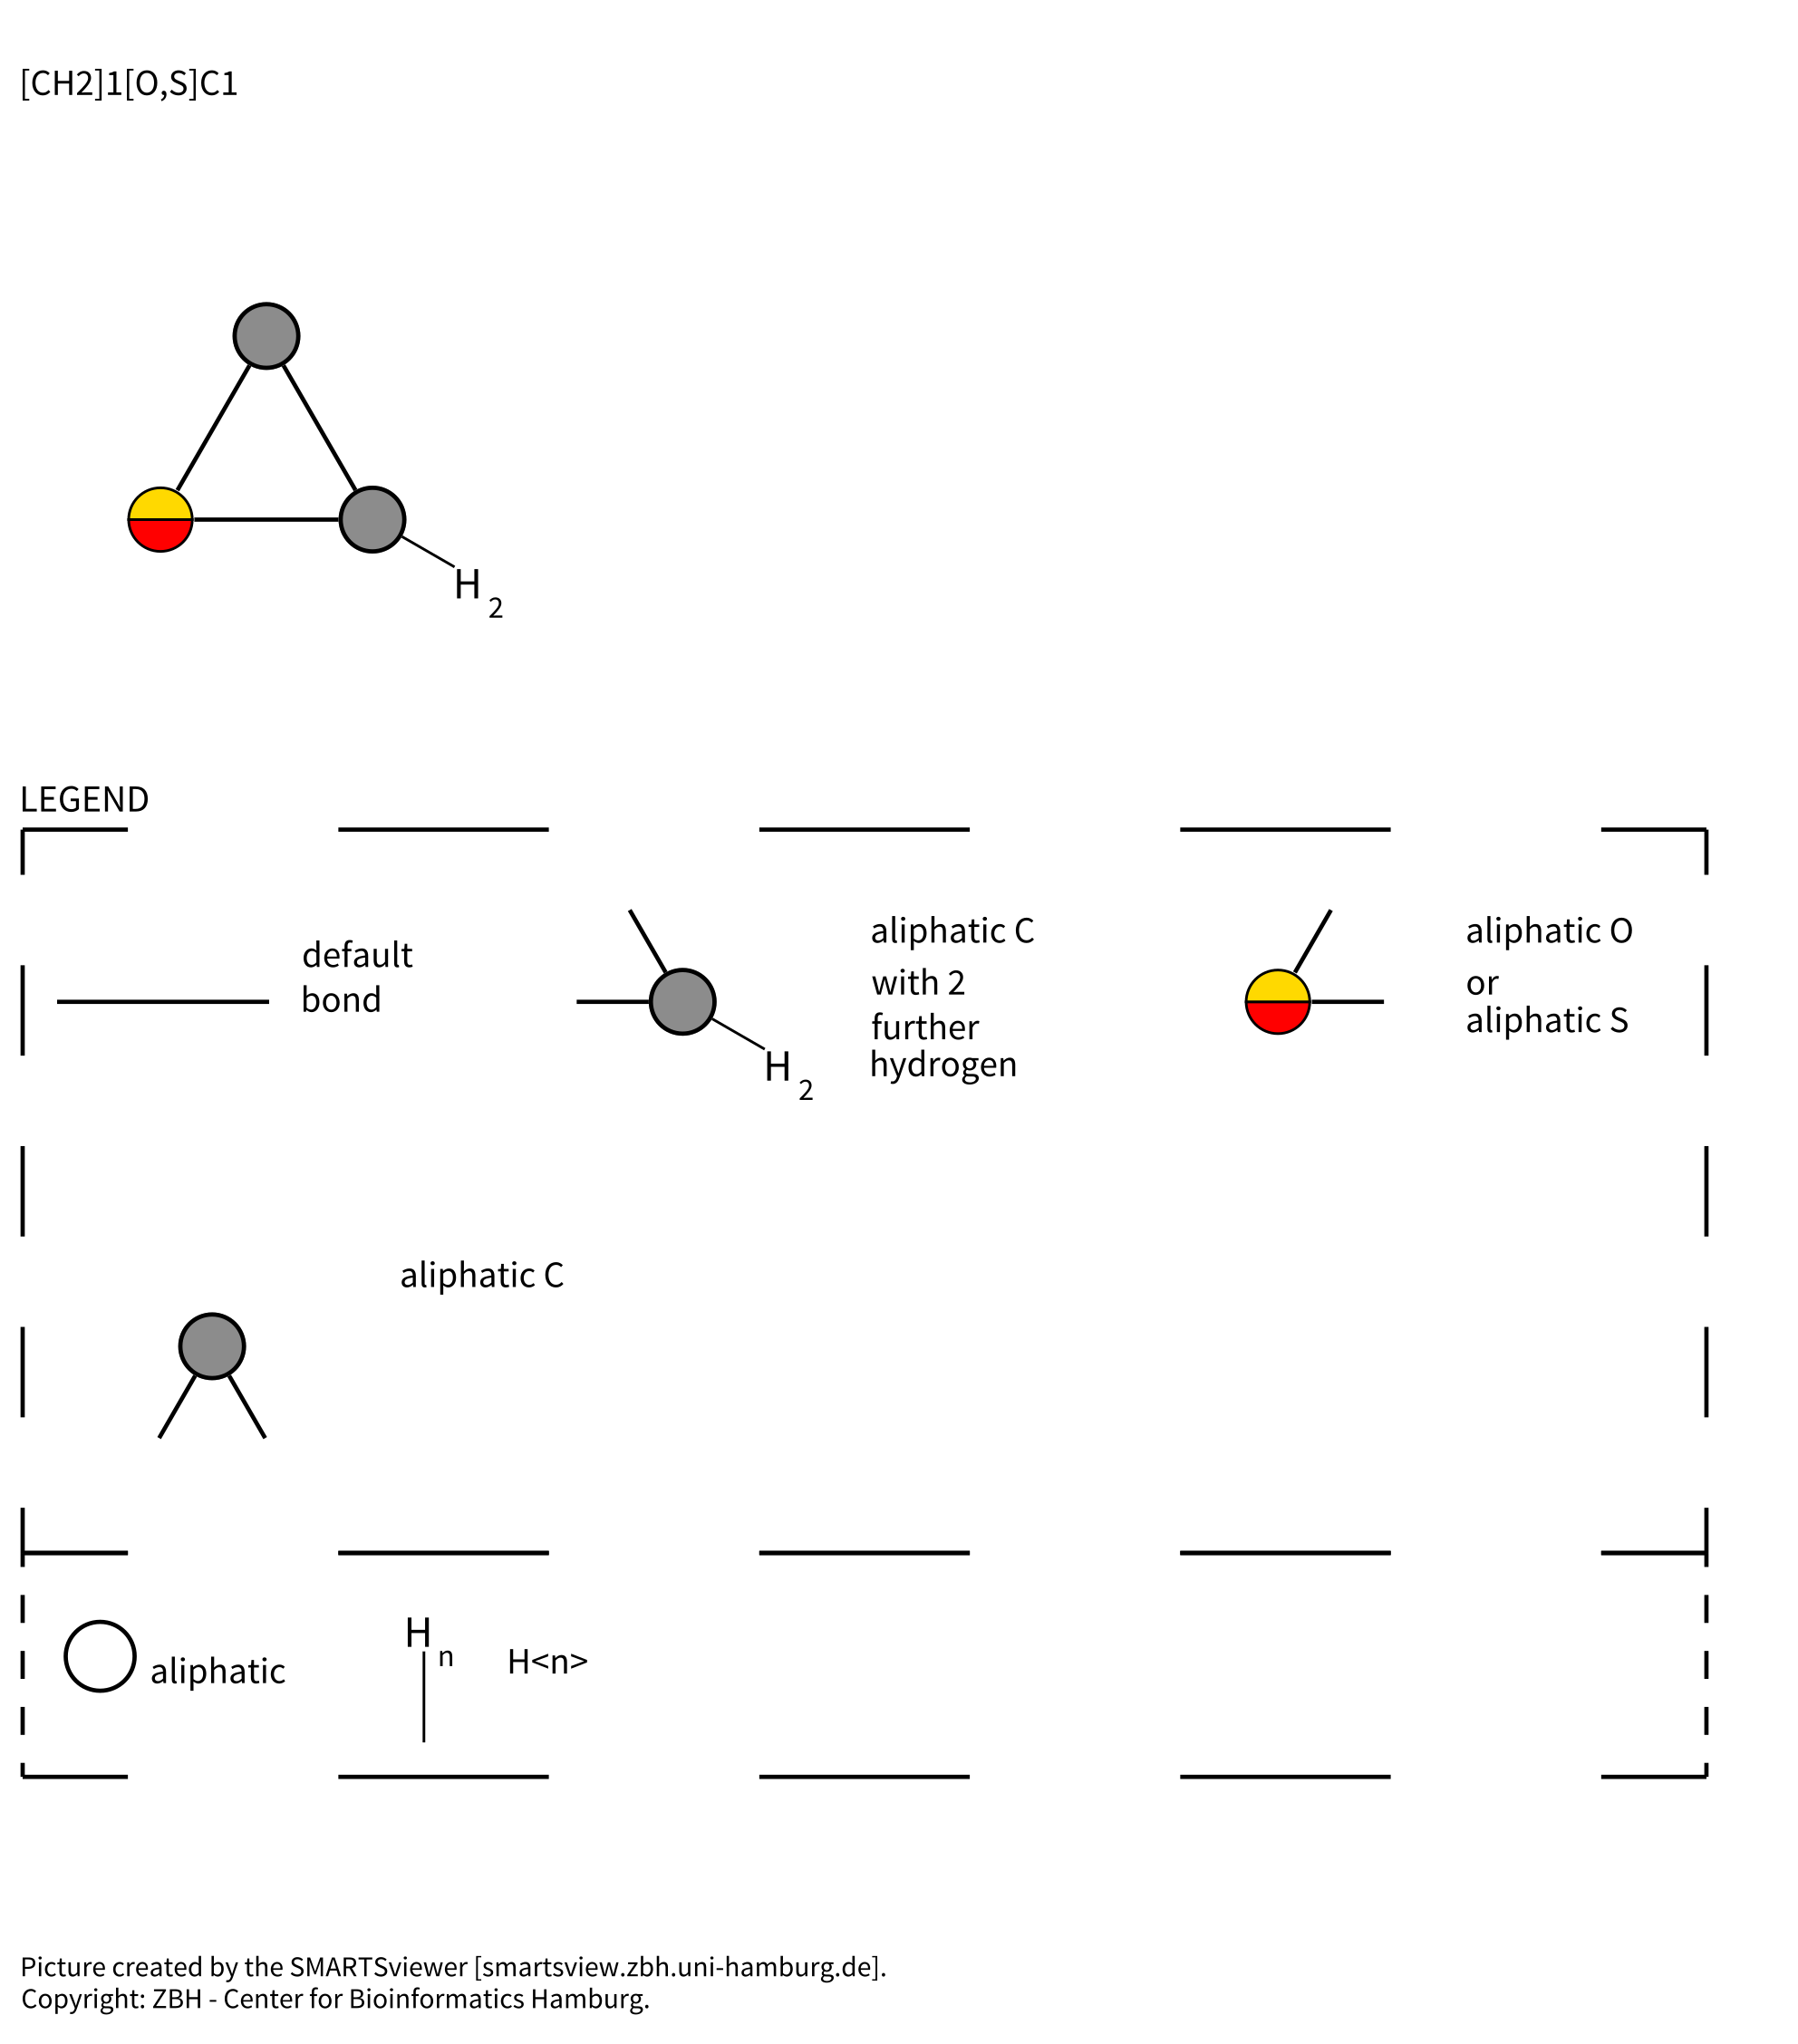 [CH2]1[O,S]C1
H 2
LEGEND
default
bond
H 2
aliphatic C
with 2
further
hydrogen
aliphatic O
or
aliphatic S
aliphatic C
aliphatic
H n
H<n>
Picture created by the SMARTSviewer [smartsview.zbh.uni-hamburg.de].
Copyright: ZBH - Center for Bioinformatics Hamburg.